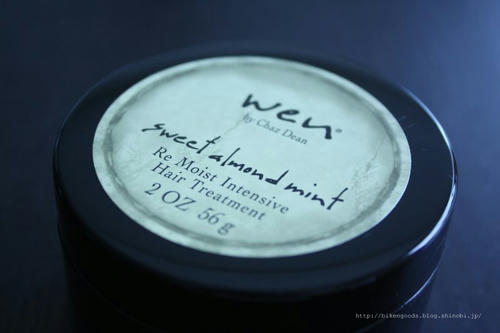 wen®
by Chaz Dean
sweet almond mint
Re Moist Intensive
Hair Treatment
2 OZ 56 g
http://bikengoods.blog.shinobi.jp/